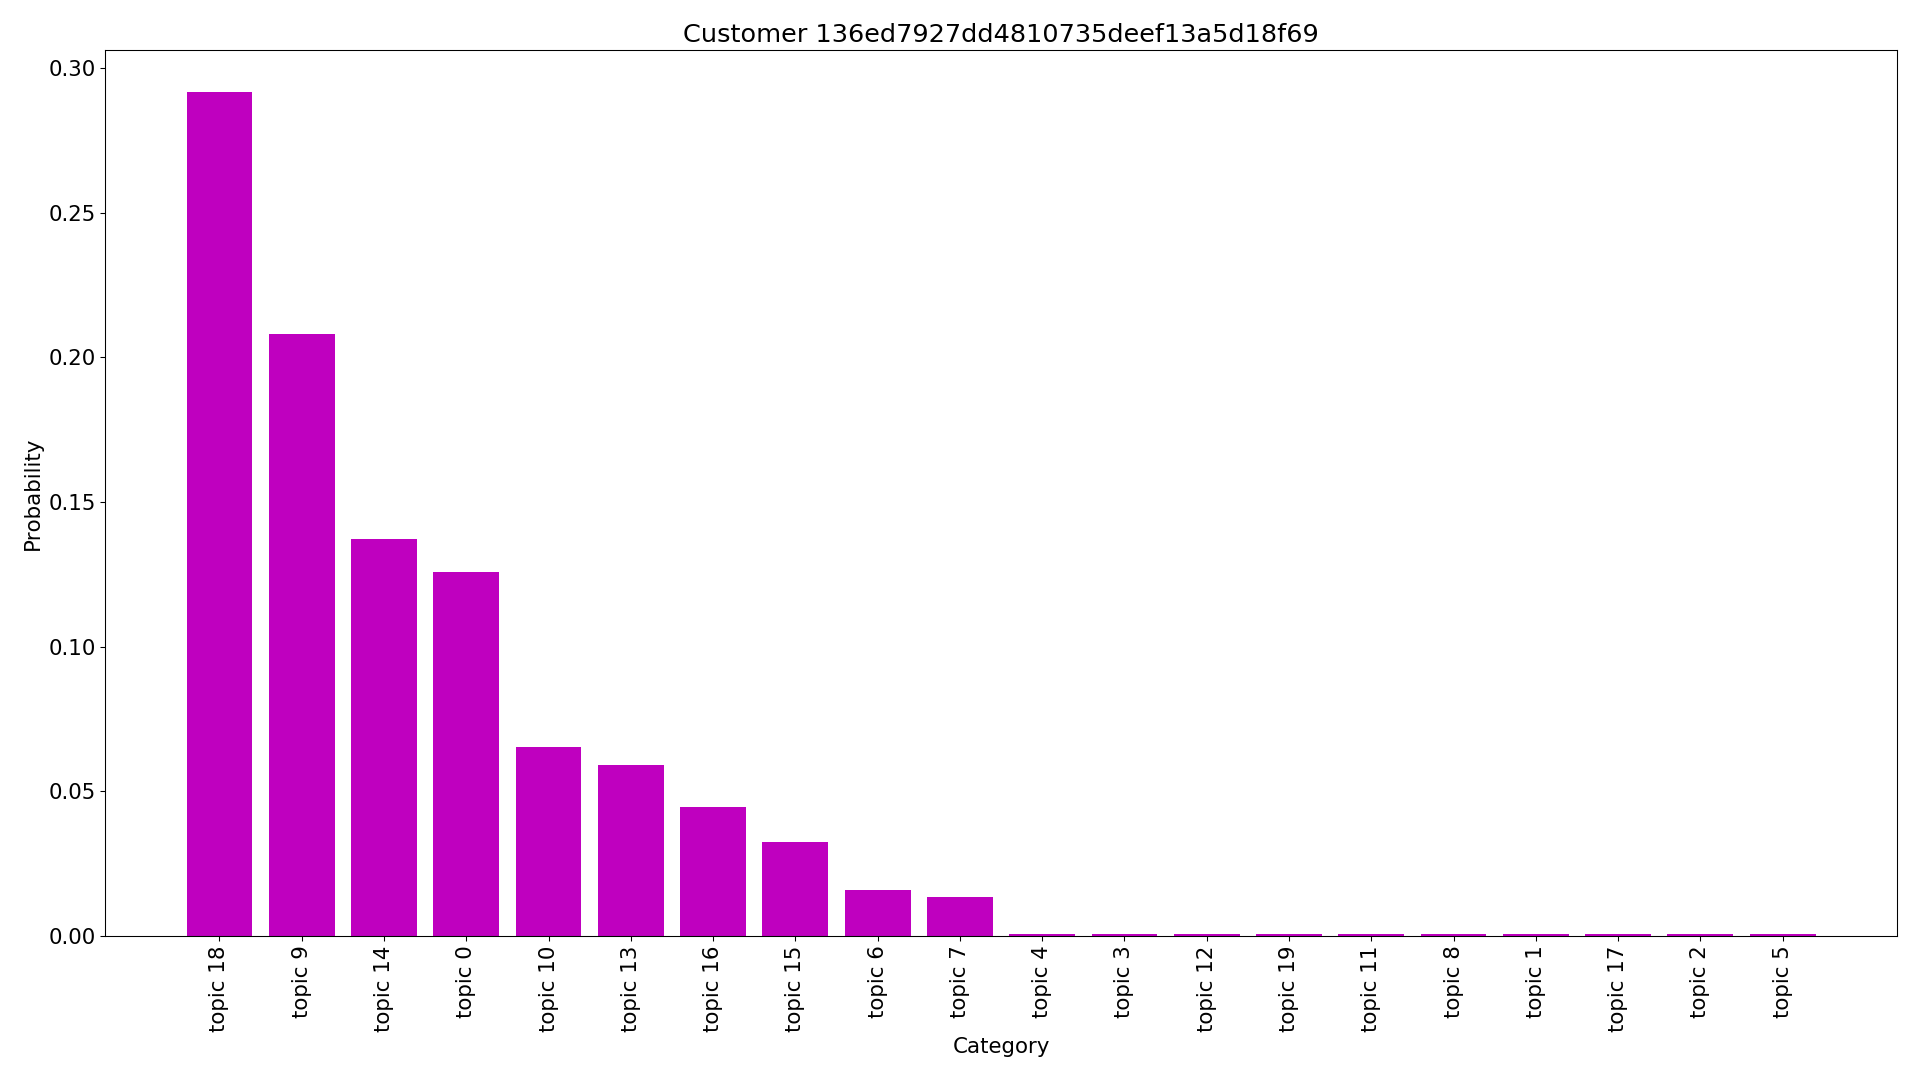 Customer 136ed7927dd4810735deef13a5d18f69
0.30
0.25
0.20
0.15
0.10
0.05
0.00
Probability
topic 18
topic 9
topic 14
topic 0
topic 10
topic 13
topic 16
topic 15
topic 6
topic 7
topic 4
topic 3
topic 12
topic 19
topic 11
topic 8
topic 1
topic 17
topic 2
topic 5
Category